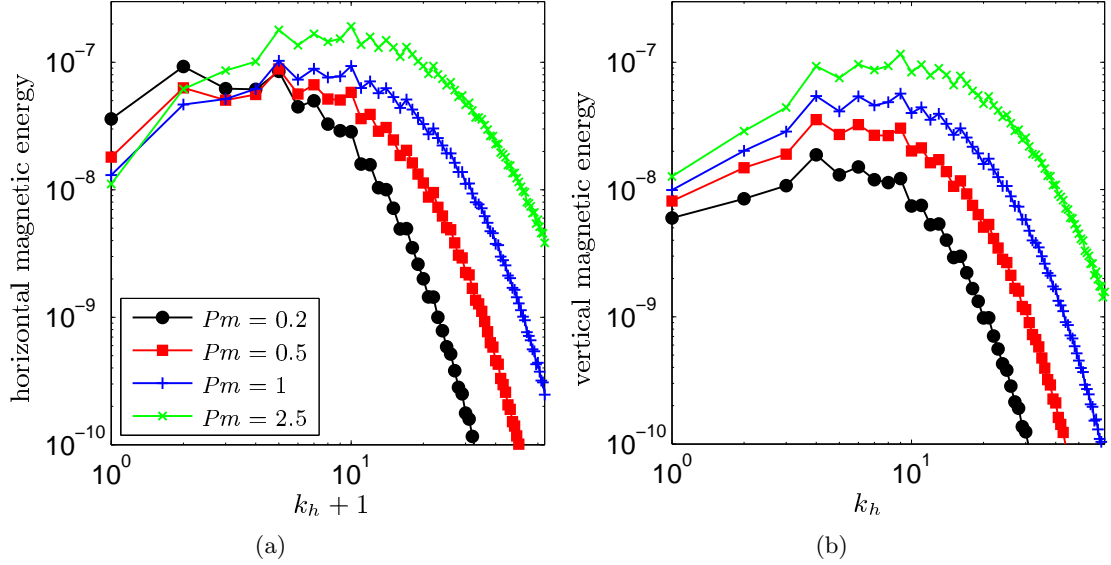 horizontal magnetic energy
10^{-7}
10^{-8}
10^{-9}
10^{-10}
Pm = 0.2
Pm = 0.5
Pm = 1
Pm = 2.5
10^0
10^1
k_h + 1
(a)
vertical magnetic energy
10^{-7}
10^{-8}
10^{-9}
10^{-10}
10^0
10^1
k_h
(b)